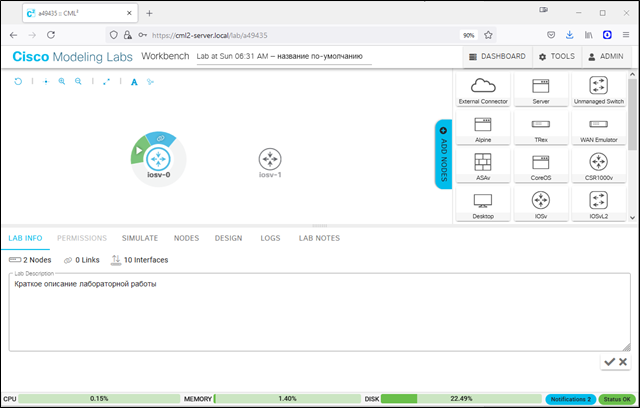 a49435 :: CML²
https://cml2-server.local/lab/a49435
90%
Cisco Modeling Labs
Workbench
Lab at Sun 06:31 AM – название по-умолчанию
DASHBOARD
TOOLS
ADMIN
A
iosv-0
iosv-1
ADD NODES
External Connector
Server
Unmanaged Switch
Alpine
TRex
WAN Emulator
ASAv
CoreOS
CSR1000v
Desktop
IOSv
IOSvL2
LAB INFO
PERMISSIONS
SIMULATE
NODES
DESIGN
LOGS
LAB NOTES
2 Nodes
0 Links
10 Interfaces
Lab Description
Краткое описание лабораторной работы
CPU
0.15%
MEMORY
1.40%
DISK
22.49%
Notifications 2
Status OK